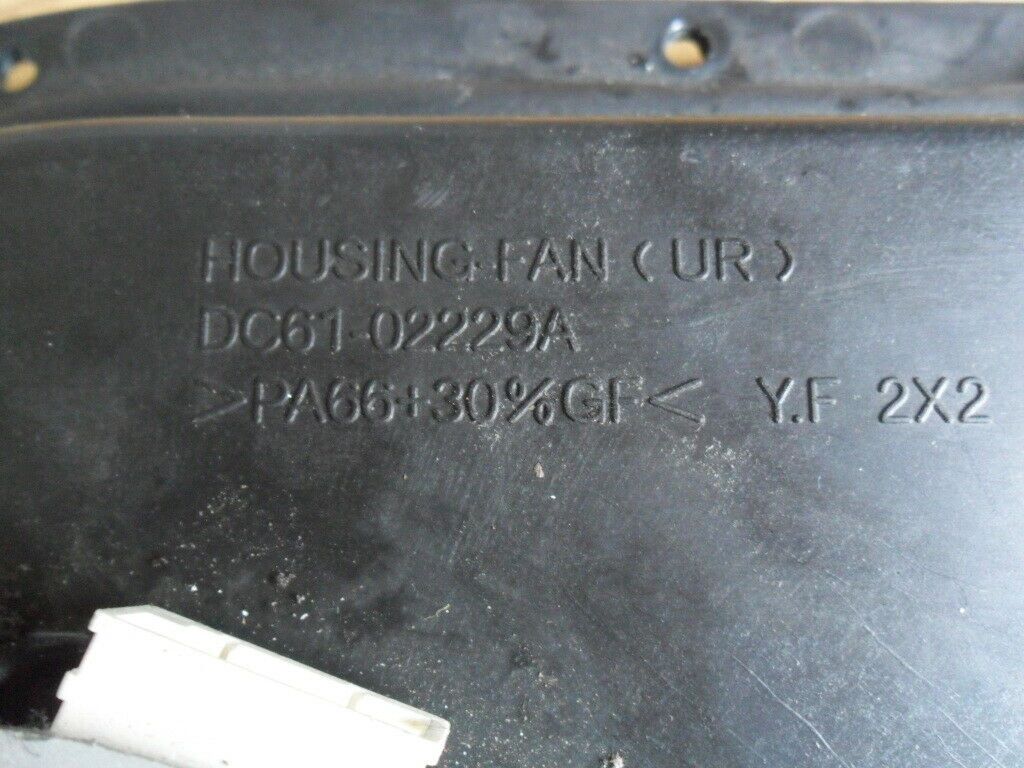 HOUSING-FAN (UR)
DC61-02229A
>PA66+30%GF< Y.F 2X2